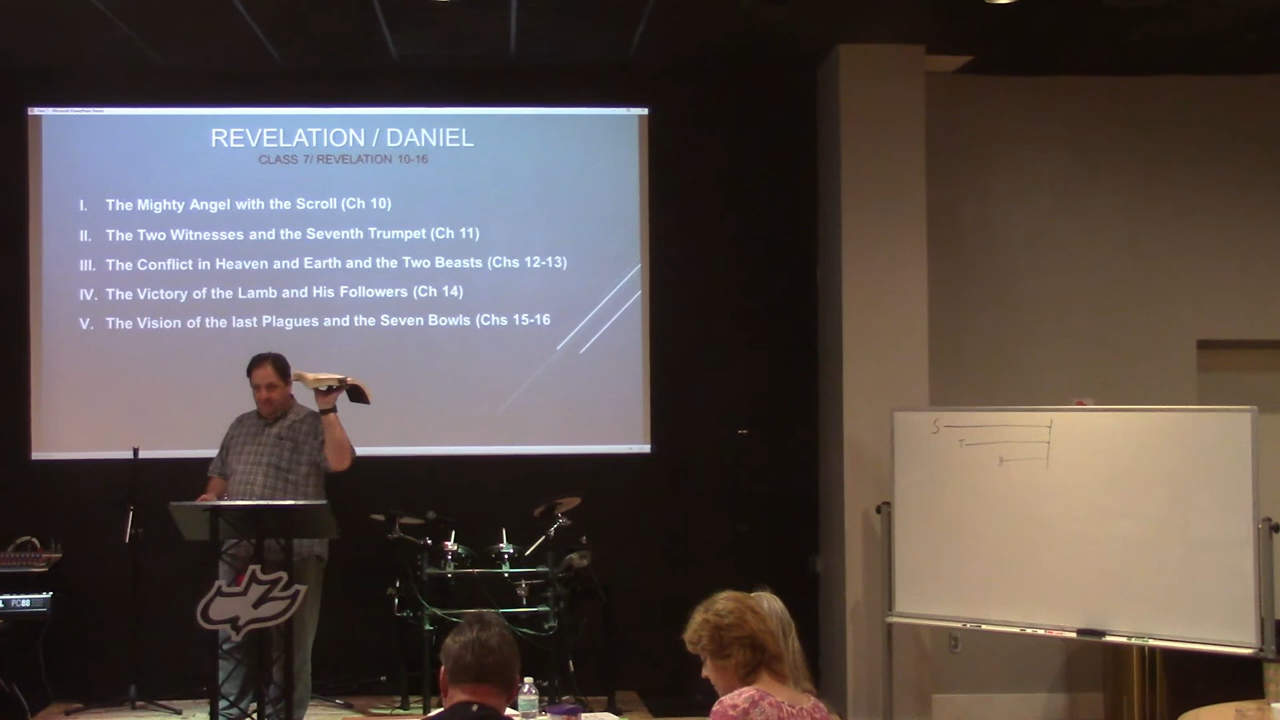 REVELATION / DANIEL
CLASS 7/ REVELATION 10-16
I. The Mighty Angel with the Scroll (Ch 10)
II. The Two Witnesses and the Seventh Trumpet (Ch 11)
III. The Conflict in Heaven and Earth and the Two Beasts (Chs 12-13)
IV. The Victory of the Lamb and His Followers (Ch 14)
V. The Vision of the last Plagues and the Seven Bowls (Chs 15-16
S
T
B